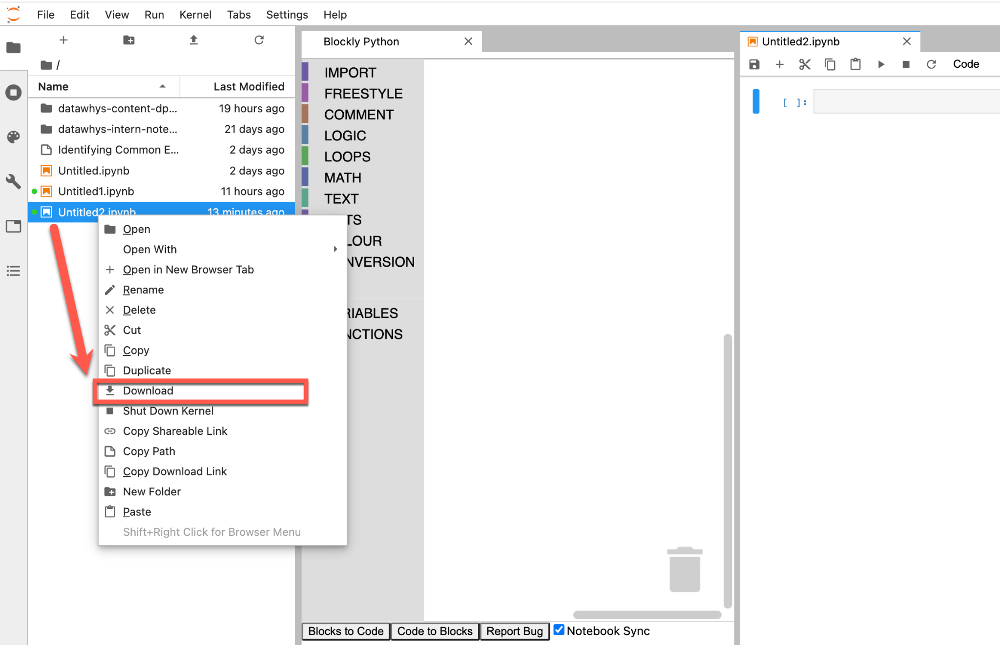 File Edit View Run Kernel Tabs Settings Help
/
Name Last Modified
datawhys-content-dp... 19 hours ago
datawhys-intern-note... 21 days ago
Identifying Common E... 2 days ago
Untitled.ipynb 2 days ago
Untitled1.ipynb 11 hours ago
Untitled2.ipynb 13 minutes ago
Open
Open With
Open in New Browser Tab
Rename
Delete
Cut
Copy
Duplicate
Download
Shut Down Kernel
Copy Shareable Link
Copy Path
Copy Download Link
New Folder
Paste
Shift+Right Click for Browser Menu
Blockly Python
IMPORT
FREESTYLE
COMMENT
LOGIC
LOOPS
MATH
TEXT
TS
LOUR
NVERSION
RIABLES
NCTIONS
Blocks to Code Code to Blocks Report Bug Notebook Sync
Untitled2.ipynb
Code
[ ]: